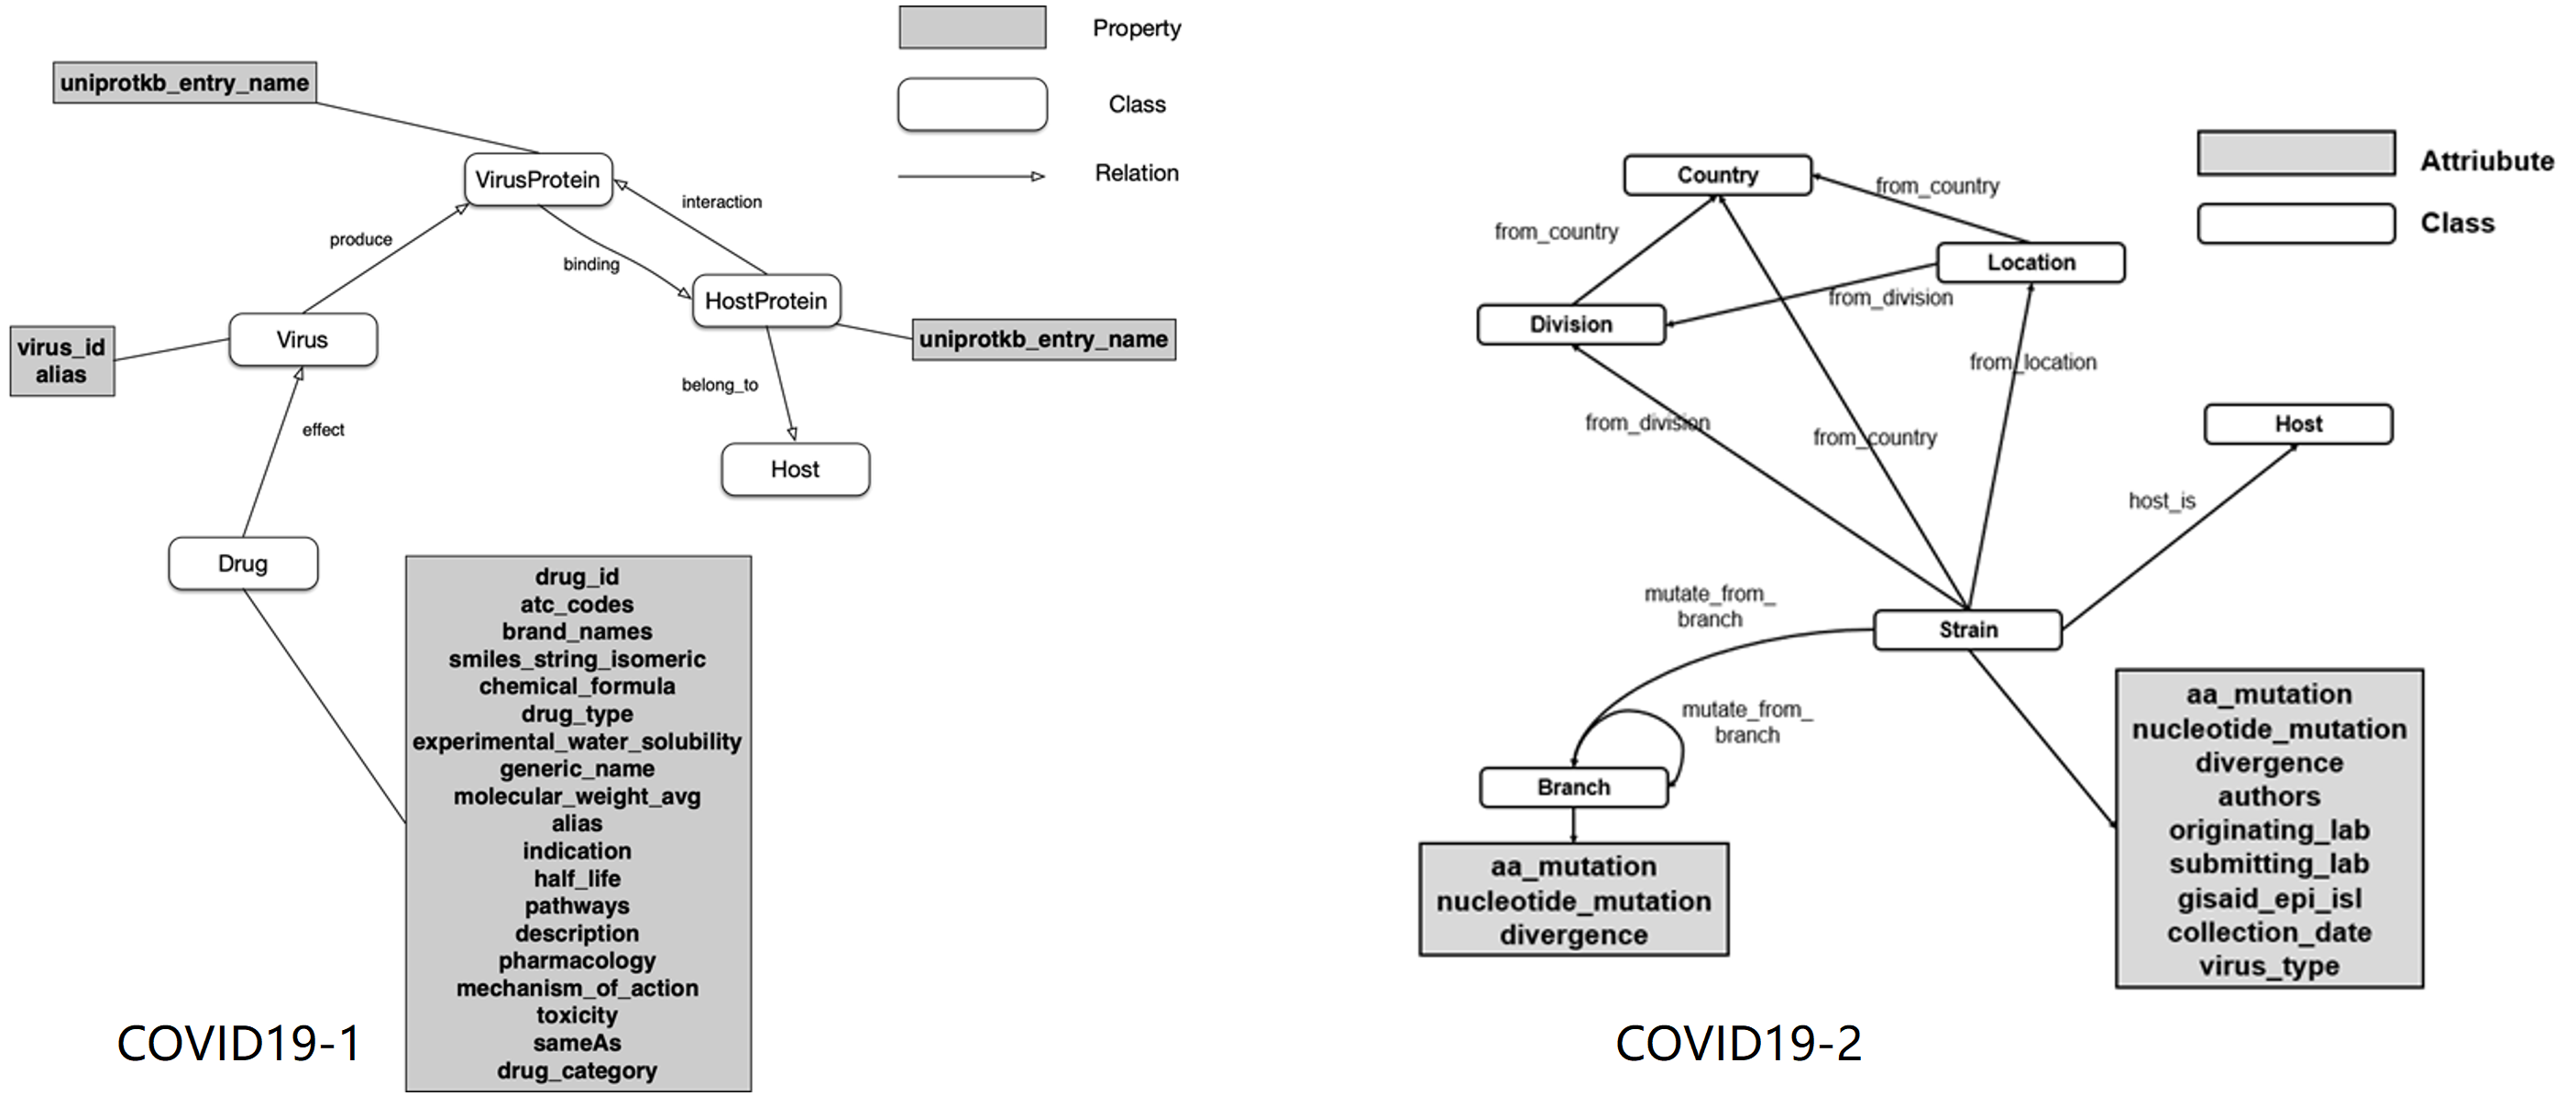 Property
Class
Relation
uniprotkb_entry_name
VirusProtein
interaction
produce
binding
HostProtein
uniprotkb_entry_name
virus_id
alias
Virus
belong_to
effect
Host
Drug
drug_id
atc_codes
brand_names
smiles_string_isomeric
chemical_formula
drug_type
experimental_water_solubility
generic_name
molecular_weight_avg
alias
indication
half_life
pathways
description
pharmacology
mechanism_of_action
toxicity
sameAs
drug_category
COVID19-1
Attriubute
Class
Country
from_country
from_country
Location
from_division
Division
from_location
from_division
from_country
Host
host_is
mutate_from_
branch
Strain
mutate_from_
branch
Branch
aa_mutation
nucleotide_mutation
divergence
aa_mutation
nucleotide_mutation
divergence
authors
originating_lab
submitting_lab
gisaid_epi_isl
collection_date
virus_type
COVID19-2